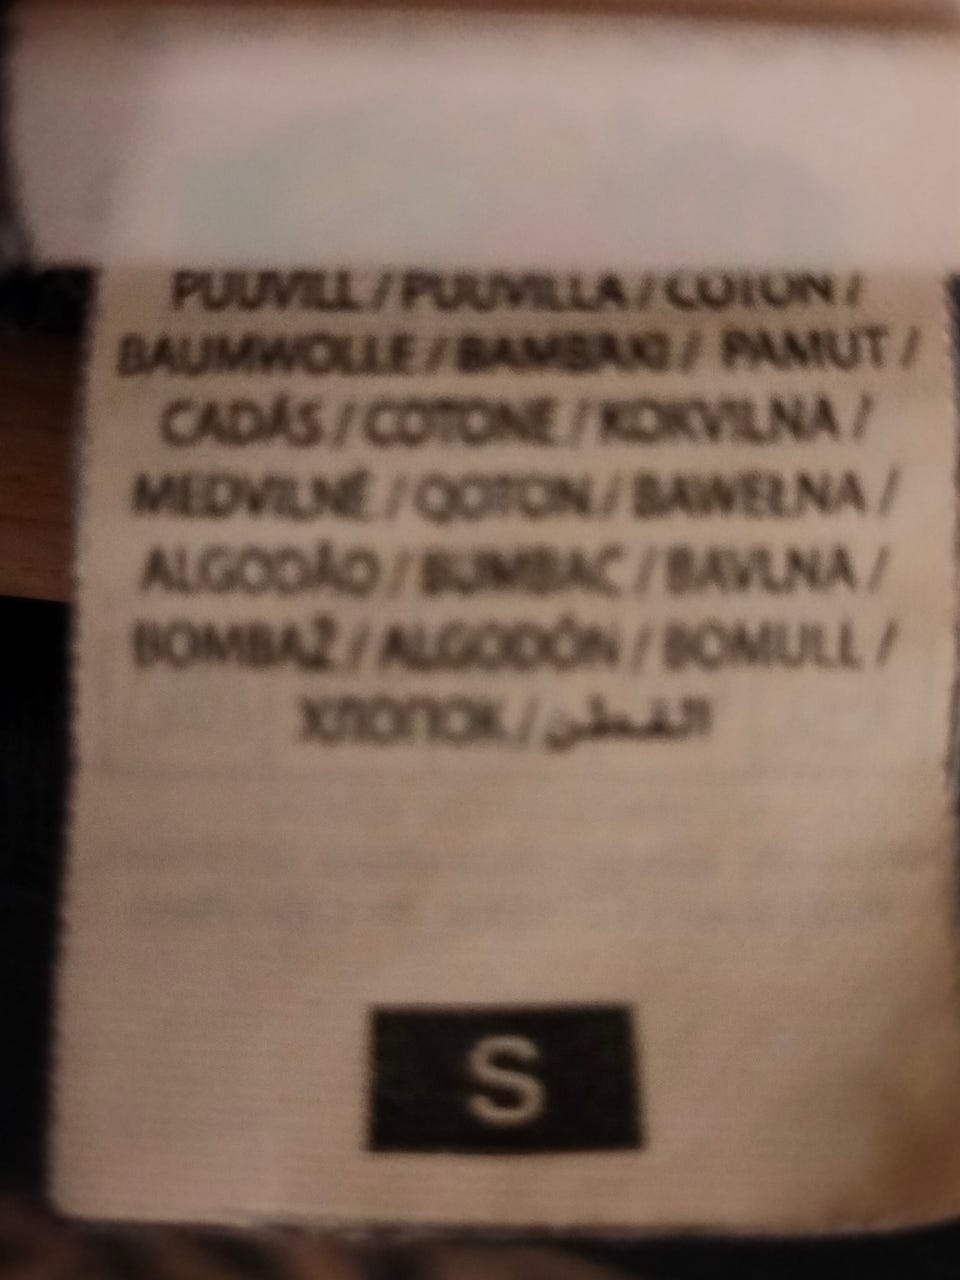 PUUVILL / PUUVILLA / COTON /
BAUMWOLLE / BAMBAKI / PAMUT /
CADÁS / COTONE / KOKVILNA /
MEDVILNĖ / QOTON / BAWEŁNA /
ALGODÃO / BUMBAC / BAVLNA /
BOMBAŽ / ALGODÓN / BOMULL /
ХЛОПОК / القطن
S